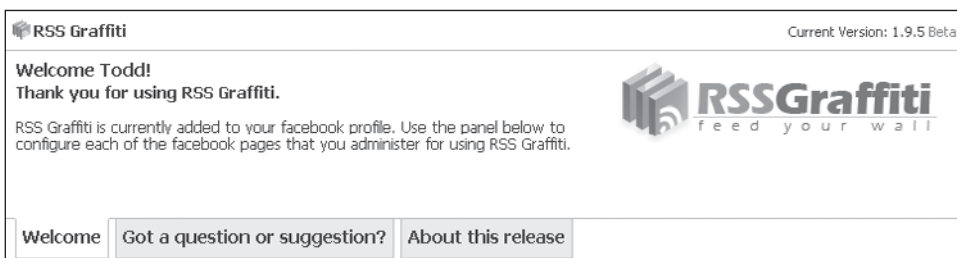 RSS Graffiti
Current Version: 1.9.5 Beta
Welcome Todd!
Thank you for using RSS Graffiti.
RSS Graffiti is currently added to your facebook profile. Use the panel below to
configure each of the facebook pages that you administer for using RSS Graffiti.
RSSGraffiti
feed your wall
Welcome
Got a question or suggestion?
About this release